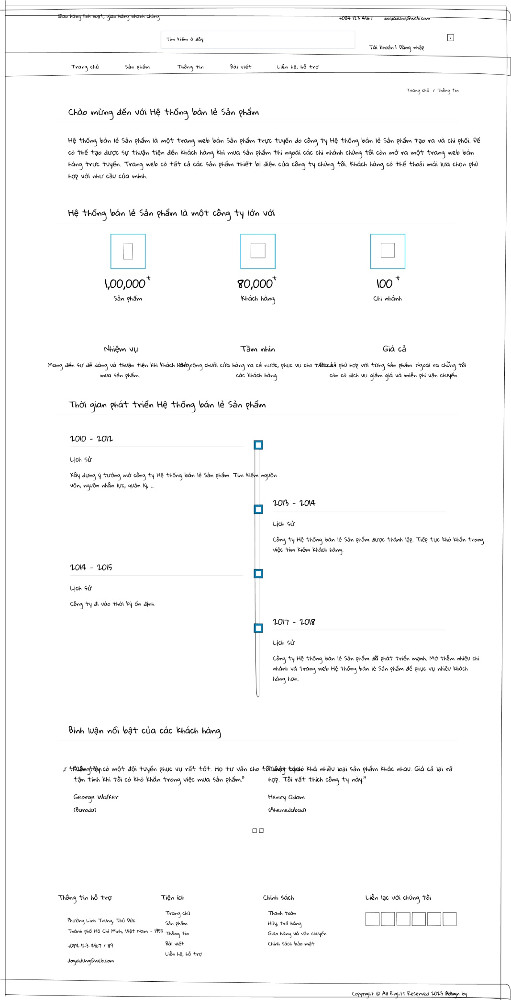 Giao hàng linh hoạt, giao hàng nhanh chóng
+084 123 4567 dogiadung@web.com
Tìm kiếm ở đây
1
Tài khoản | Đăng nhập
Trang chủ Sản phẩm Thông tin Bài viết Liên hệ, hỗ trợ
Trang chủ / Thông tin
Chào mừng đến với Hệ thống bán lẻ Sản phẩm
Hệ thống bán lẻ Sản phẩm là một trang web bán Sản phẩm trực tuyến do công ty Hệ thống bán lẻ Sản phẩm tạo ra và chi phối. Để
có thể tạo được sự thuận tiện đến khách hàng khi mua sản phẩm thì ngoài các chi nhánh chúng tôi còn mở ra một trang web bán
hàng trực tuyến. Trang web có tất cả các sản phẩm thiết bị điện của công ty chúng tôi. Khách hàng có thể thoải mái lựa chọn phù
hợp với như cầu của mình.
Hệ thống bán lẻ Sản phẩm là một công ty lớn với
1,00,000+ 80,000+ 100 +
Sản phẩm Khách hàng Chi nhánh
Nhiệm vụ
Mang đến sự dễ dàng và thuận tiện khi khách hàng
mua sản phẩm.
Tầm nhìn
Mở rộng chuỗi cửa hàng ra cả nước, phục vụ cho tất cả
các khách hàng.
Giá cả
Giá cả phù hợp với từng sản phẩm. Ngoài ra chũng tôi
còn có dịch vụ giảm giá và miễn phí vận chuyển.
Thời gian phát triển Hệ thống bán lẻ Sản phẩm
2010 - 2012
Lịch sử
Xây dựng ý tưởng mở công ty Hệ thống bán lẻ Sản phẩm. Tìm kiếm nguồn
vốn, nguồn nhân lực, quản lý, ...
2013 - 2014
Lịch sử
Công ty Hệ thống bán lẻ Sản phẩm được thành lập. Tiếp tục khó khắn trong
việc tìm kiếm khách hàng.
2014 - 2015
Lịch sử
Công ty đi vào thời kỳ ổn định.
2017 - 2018
Lịch sử
Công ty Hệ thống bán lẻ Sản phẩm đã phát triển mạnh. Mở thêm nhiều chi
nhánh và trang web Hệ thống bán lẻ Sản phẩm để phục vụ nhiều khách
hàng hơn.
Bình luận nổi bật của các khách hàng
"Công ty có một đội tuyển phục vụ rất tốt. Họ tư vấn cho tôi một cách
tận tình khi tôi có khó khăn trong việc mua sản phẩm."
George Walker
(Baroda)
"Công ty có khá nhiều loại sản phẩm khác nhau. Giá cả lại rấ
hợp. Tôi rất thích công ty này."
Henry Odom
(Ahemedabad)
Thông tin hỗ trợ
Phường Linh Trung, Thủ Đức
Thành phố Hồ Chí Minh, Việt Nam - 1955
+084-123-4567 / 89
dogiadung@web.com
Tiện ích
Trang chủ
Sản phẩm
Thông tin
Bài viết
Liên hệ, hỗ trợ
Chính sách
Thanh toán
Hủy, trả hàng
Giao hàng và vận chuyển
Chính sách bảo mật
Liên lạc với chúng tôi
Copyright © All Rights Reserved 2023 Design by